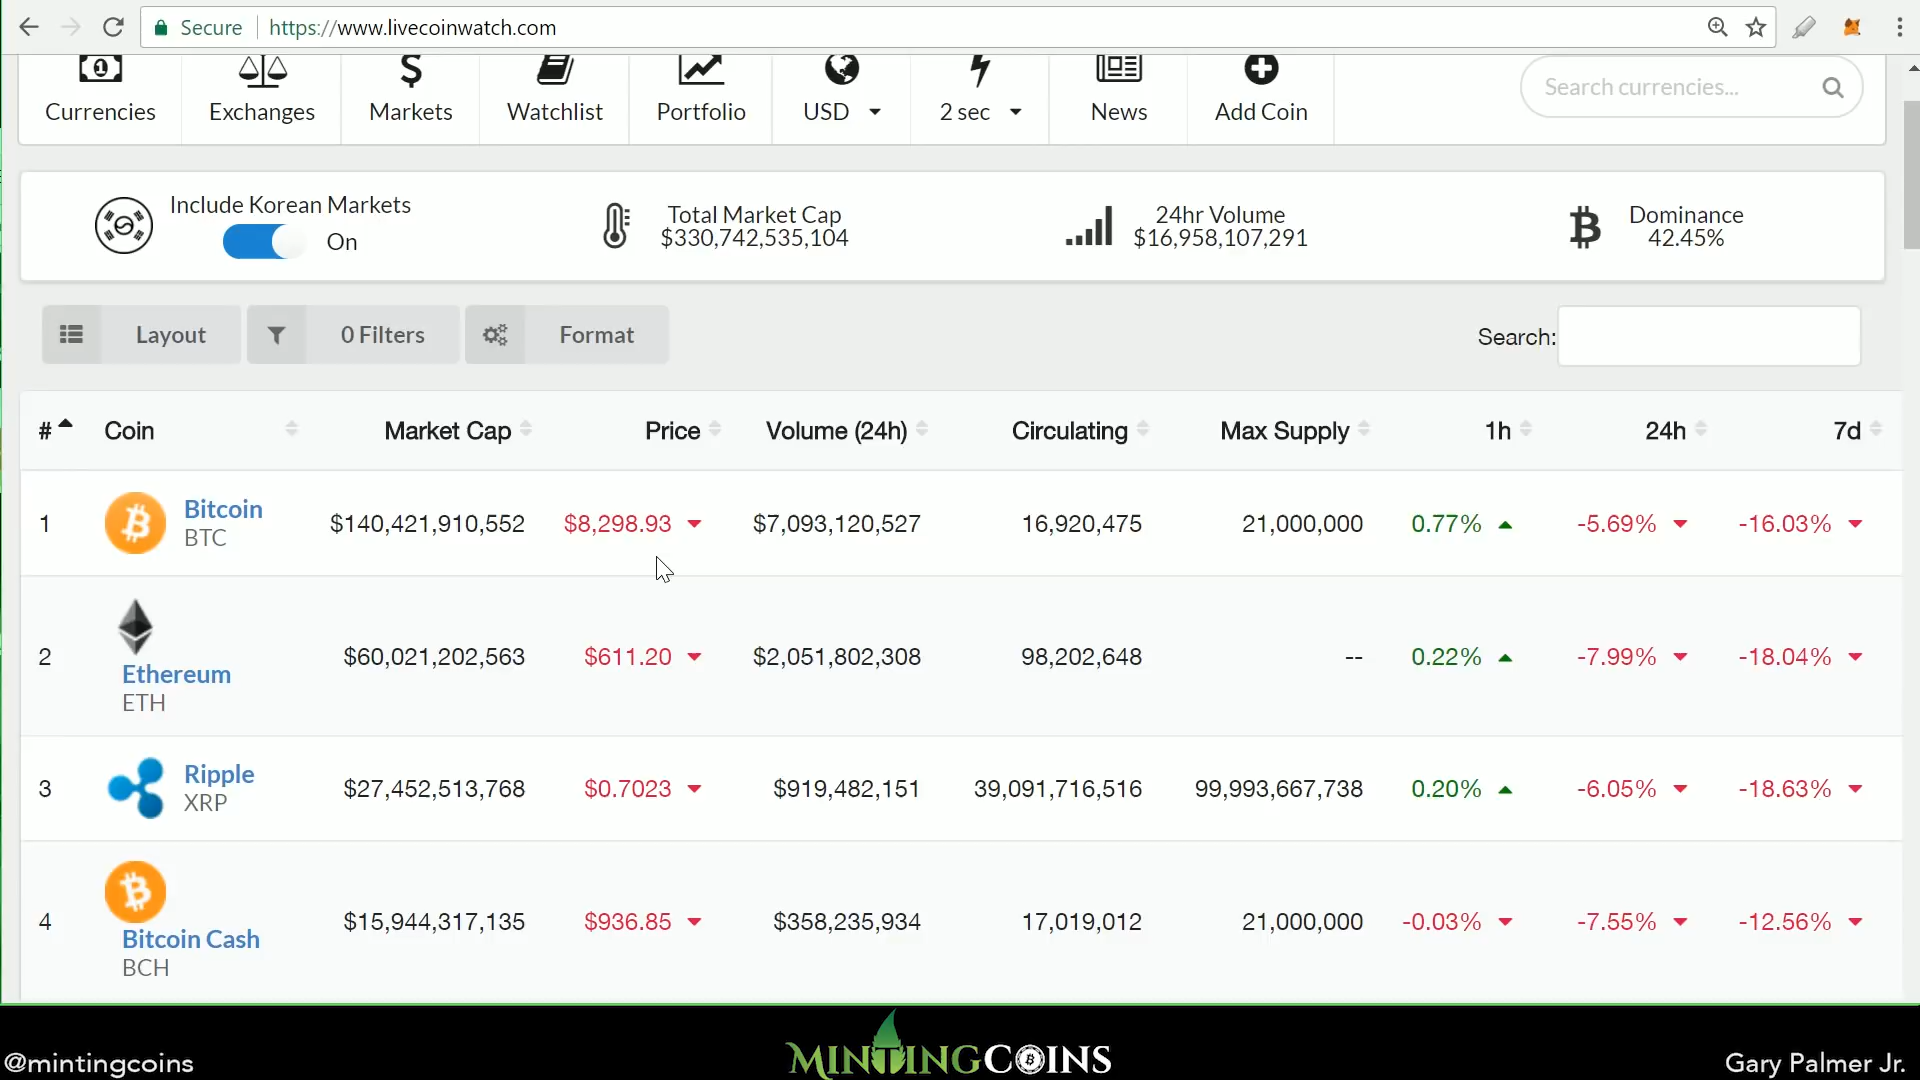 Secure https://www.livecoinwatch.com
Currencies Exchanges Markets Watchlist Portfolio USD 2 sec News Add Coin Search currencies...
Include Korean Markets
On
Total Market Cap
$330,742,535,104
24hr Volume
$16,958,107,291
Dominance
42.45%
Layout 0 Filters Format Search:
# Coin Market Cap Price Volume (24h) Circulating Max Supply 1h 24h 7d
1 Bitcoin BTC $140,421,910,552 $8,298.93 $7,093,120,527 16,920,475 21,000,000 0.77% -5.69% -16.03%
2 Ethereum ETH $60,021,202,563 $611.20 $2,051,802,308 98,202,648 -- 0.22% -7.99% -18.04%
3 Ripple XRP $27,452,513,768 $0.7023 $919,482,151 39,091,716,516 99,993,667,738 0.20% -6.05% -18.63%
4 Bitcoin Cash BCH $15,944,317,135 $936.85 $358,235,934 17,019,012 21,000,000 -0.03% -7.55% -12.56%
@mintingcoins MINTINGCOINS Gary Palmer Jr.